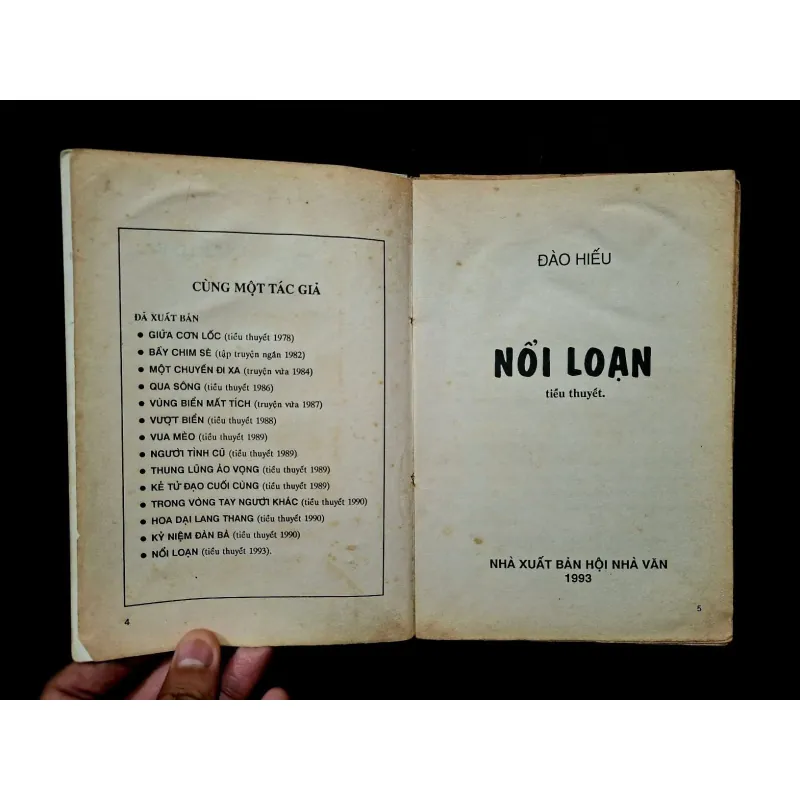 CÙNG MỘT TÁC GIẢ
ĐÃ XUẤT BẢN
● GIỮA CƠN LỐC (tiểu thuyết 1978)
● BẦY CHIM SẺ (tập truyện ngắn 1982)
● MỘT CHUYẾN ĐI XA (truyện vừa 1984)
● QUA SÔNG (tiểu thuyết 1986)
● VÙNG BIỂN MẤT TÍCH (truyện vừa 1987)
● VƯỢT BIỂN (tiểu thuyết 1988)
● VUA MÈO (tiểu thuyết 1989)
● NGƯỜI TÌNH CŨ (tiểu thuyết 1989)
● THUNG LŨNG ẢO VỌNG (tiểu thuyết 1989)
● KẺ TỬ ĐẠO CUỐI CÙNG (tiểu thuyết 1989)
● TRONG VÒNG TAY NGƯỜI KHÁC (tiểu thuyết 1990)
● HOA DẠI LANG THANG (tiểu thuyết 1990)
● KỶ NIỆM ĐÀN BÀ (tiểu thuyết 1990)
● NỔI LOẠN (tiểu thuyết 1993).
4
ĐÀO HIẾU
NỔI LOẠN
tiểu thuyết.
NHÀ XUẤT BẢN HỘI NHÀ VĂN
1993
5